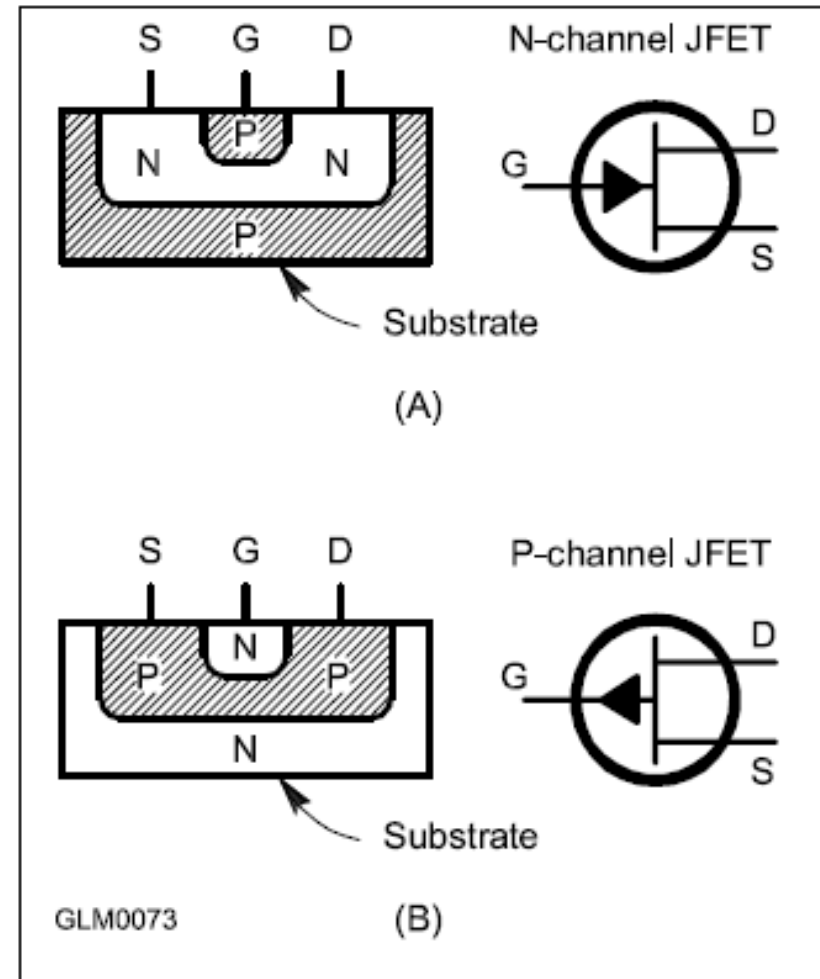 S G D
N-channel JFET
P
N N
P
G
D
S
Substrate
(A)
S G D
P-channel JFET
N
P P
N
G
D
S
Substrate
GLM0073
(B)